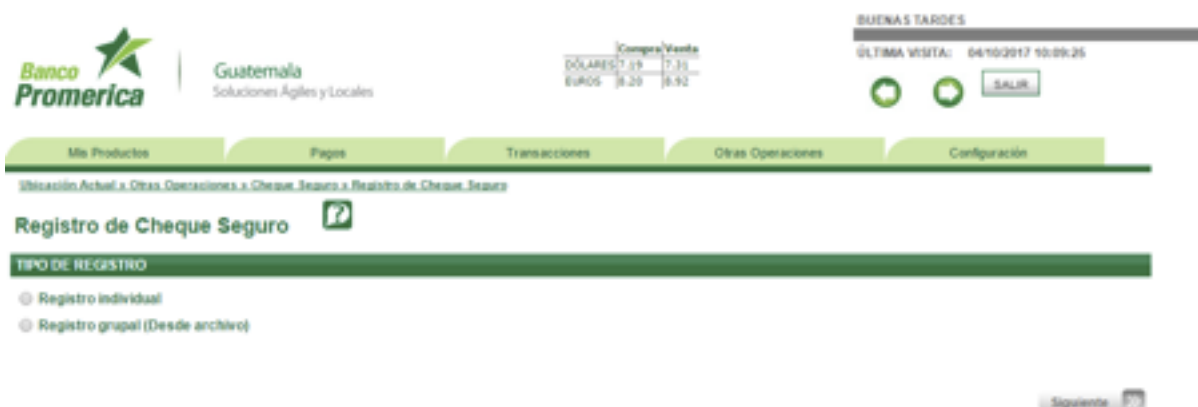 BUENAS TARDES
ÚLTIMA VISITA: 04/10/2017 10:09:26
Banco
Promerica
Guatemala
Soluciones Ágiles y Locales
Compra Venta
DÓLARES 7.19 7.31
EUROS 8.20 8.92
SALIR
Mis Productos Pagos Transacciones Otras Operaciones Configuración
Ubicación Actual » Otras Operaciones » Cheque Seguro » Registro de Cheque Seguro
Registro de Cheque Seguro ?
TIPO DE REGISTRO
Registro individual
Registro grupal (Desde archivo)
Siguiente